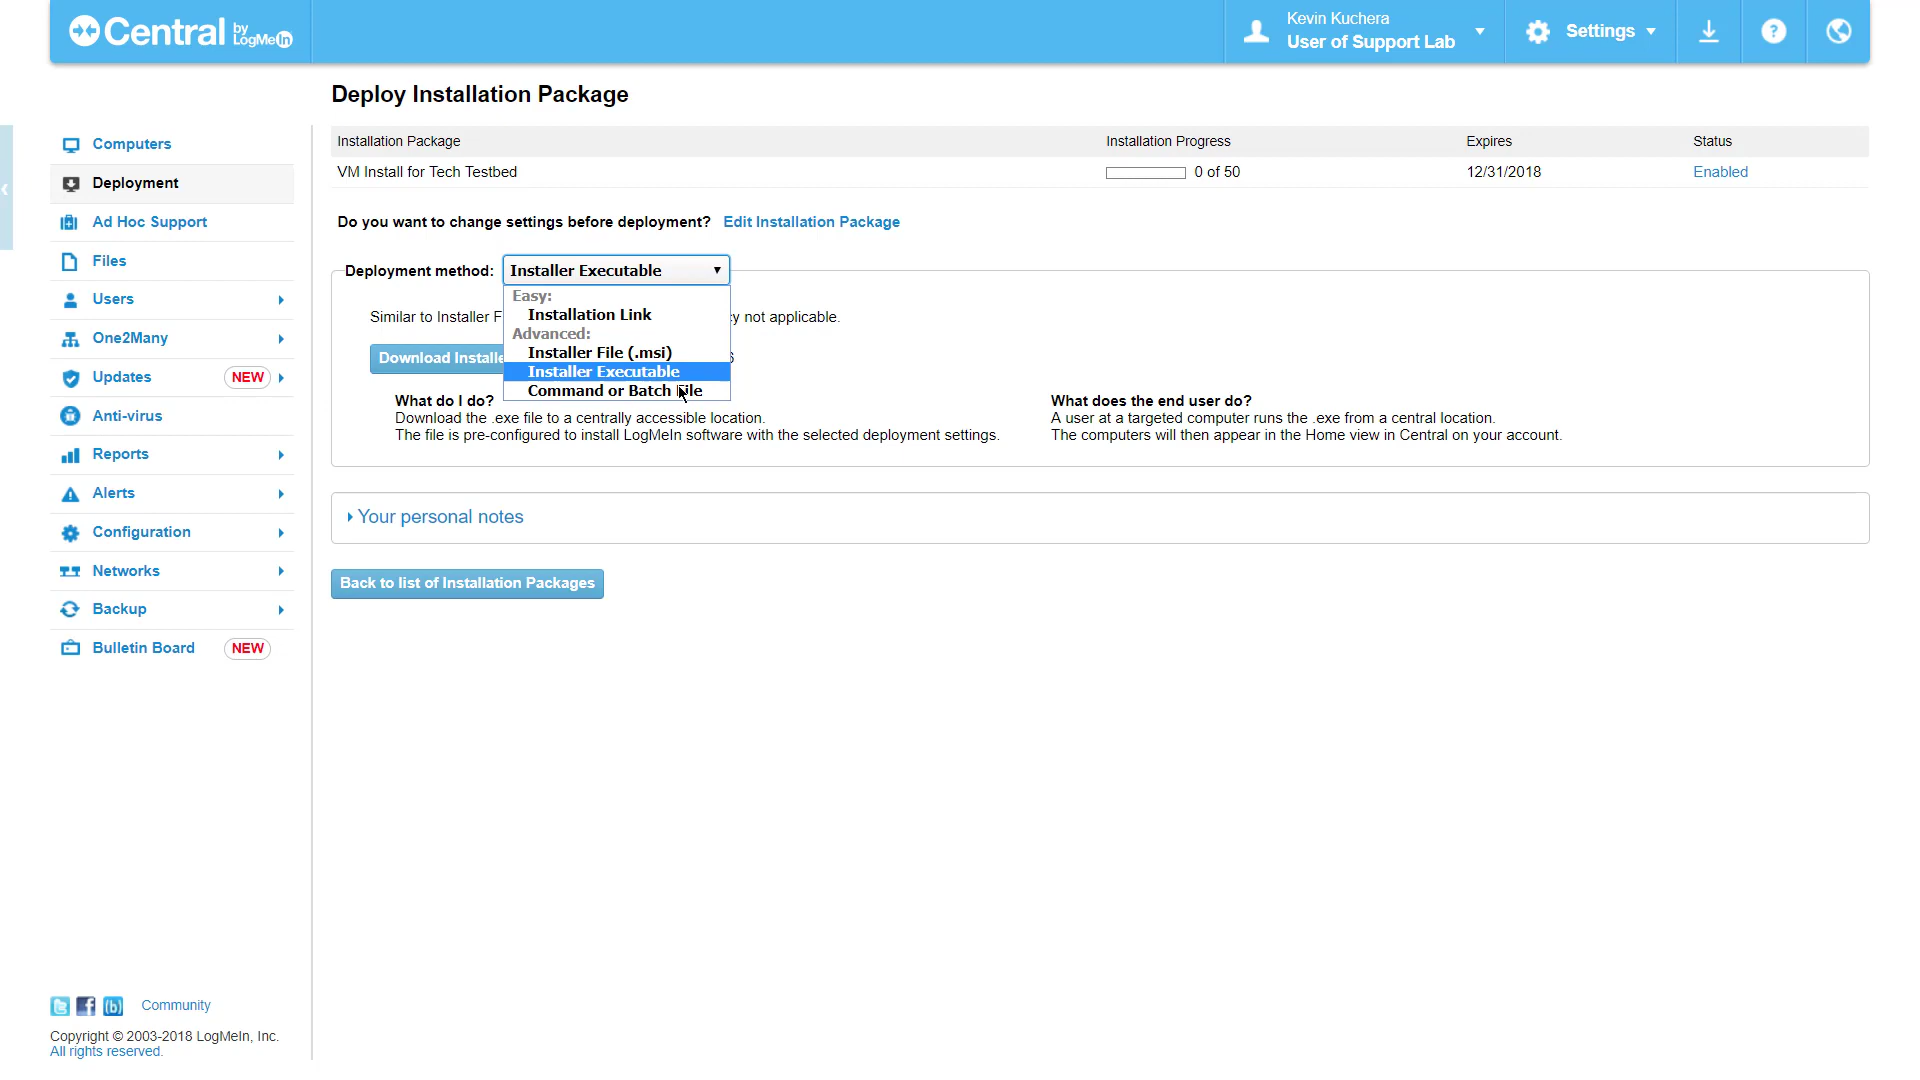 Central by LogMeIn
Kevin Kuchera
User of Support Lab
Settings
?
Deploy Installation Package
Computers
Deployment
Ad Hoc Support
Files
Users
One2Many
Updates NEW
Anti-virus
Reports
Alerts
Configuration
Networks
Backup
Bulletin Board NEW
Installation Package Installation Progress Expires Status
VM Install for Tech Testbed 0 of 50 12/31/2018 Enabled
Do you want to change settings before deployment? Edit Installation Package
Deployment method: Installer Executable
Easy:
Installation Link
Advanced:
Installer File (.msi)
Installer Executable
Command or Batch File
Similar to Installer F y not applicable.
Download Installe
What do I do?
Download the .exe file to a centrally accessible location.
The file is pre-configured to install LogMeIn software with the selected deployment settings.
What does the end user do?
A user at a targeted computer runs the .exe from a central location.
The computers will then appear in the Home view in Central on your account.
Your personal notes
Back to list of Installation Packages
Community
Copyright © 2003-2018 LogMeIn, Inc.
All rights reserved.